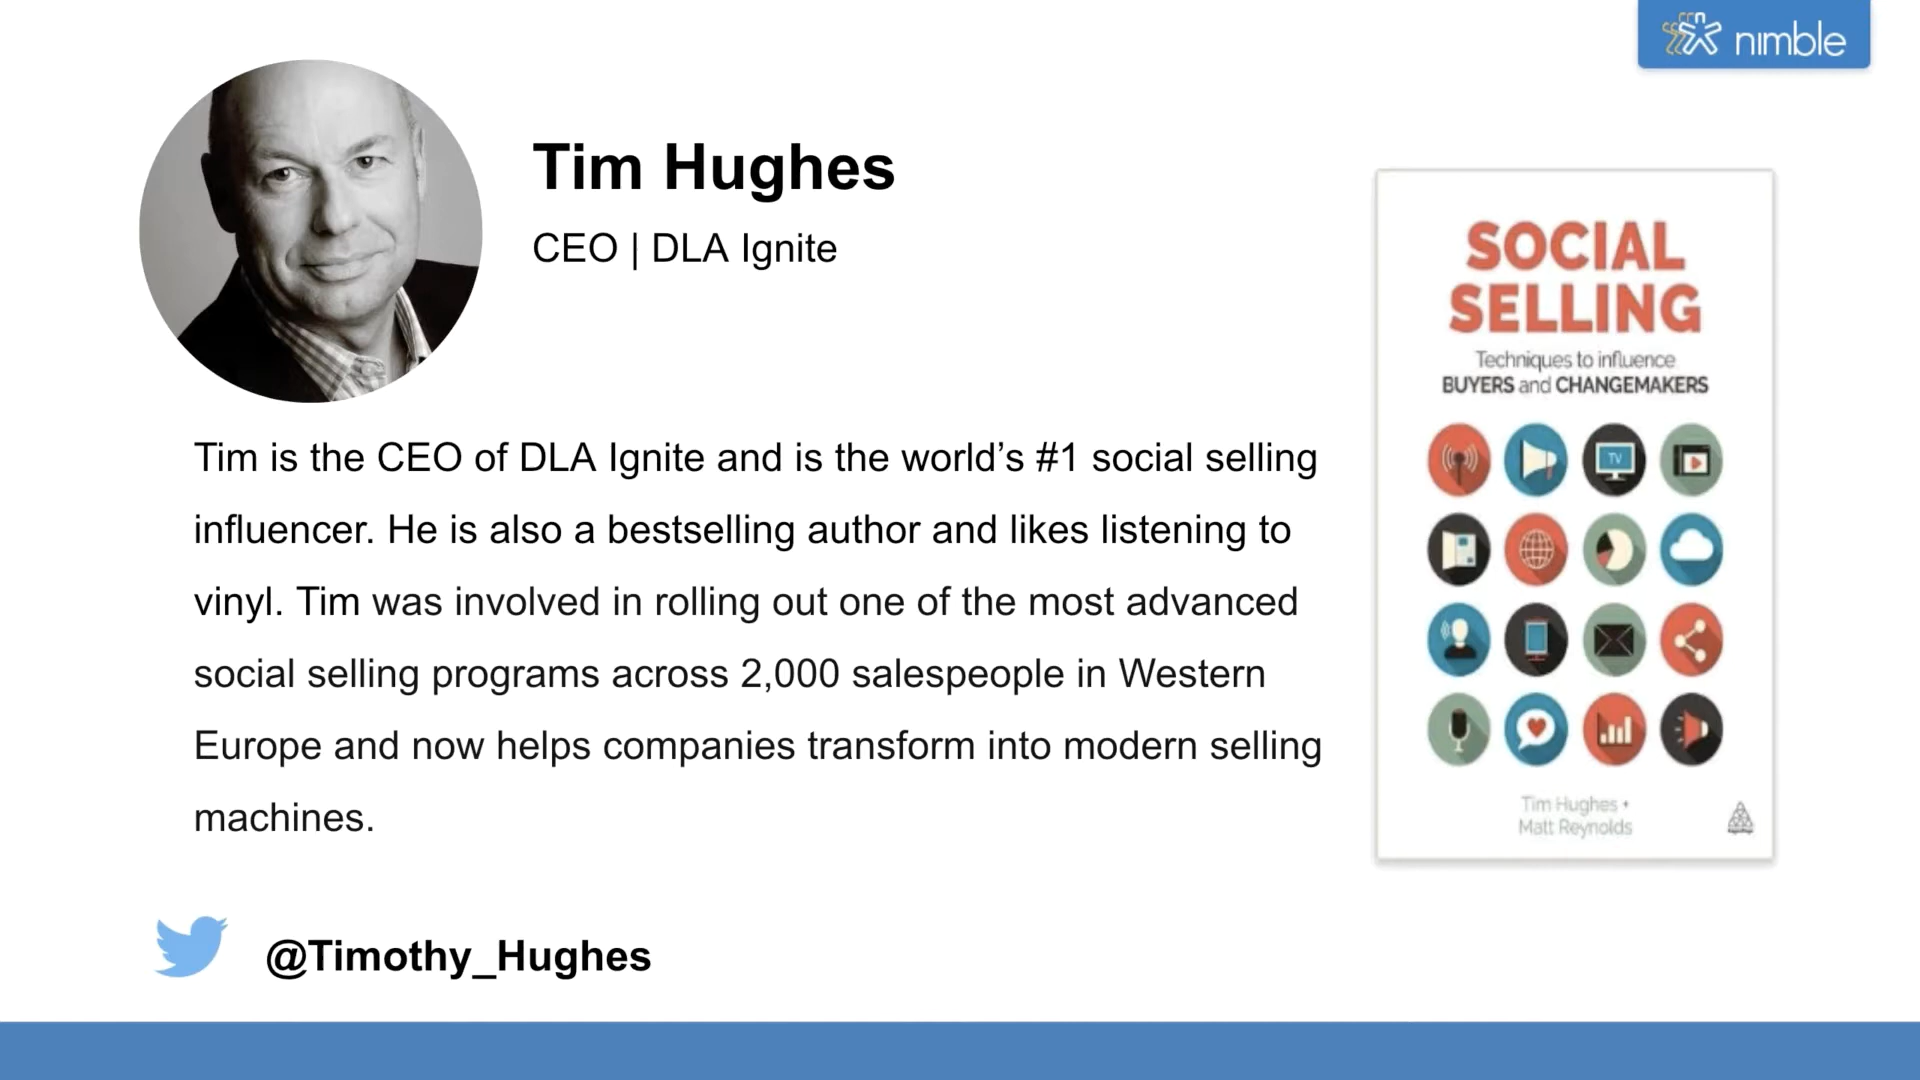 nimble
Tim Hughes
CEO | DLA Ignite
Tim is the CEO of DLA Ignite and is the world’s #1 social selling
influencer. He is also a bestselling author and likes listening to
vinyl. Tim was involved in rolling out one of the most advanced
social selling programs across 2,000 salespeople in Western
Europe and now helps companies transform into modern selling
machines.
@Timothy_Hughes
SOCIAL
SELLING
Techniques to influence
BUYERS and CHANGEMAKERS
TV
Tim Hughes +
Matt Reynolds